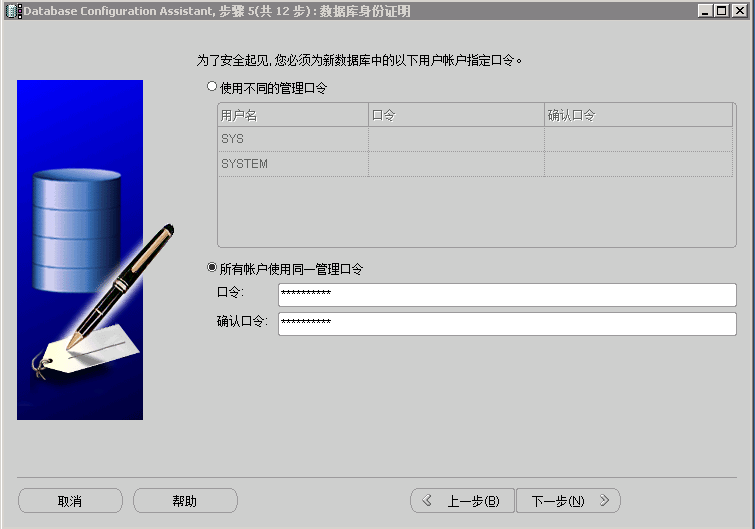 Database Configuration Assistant, 步骤 5(共 12 步) : 数据库身份证明
为了安全起见, 您必须为新数据库中的以下用户帐户指定口令。
使用不同的管理口令
用户名 口令 确认口令
SYS
SYSTEM
所有帐户使用同一管理口令
口令: **********
确认口令: **********
取消 帮助 上一步(B) 下一步(N)